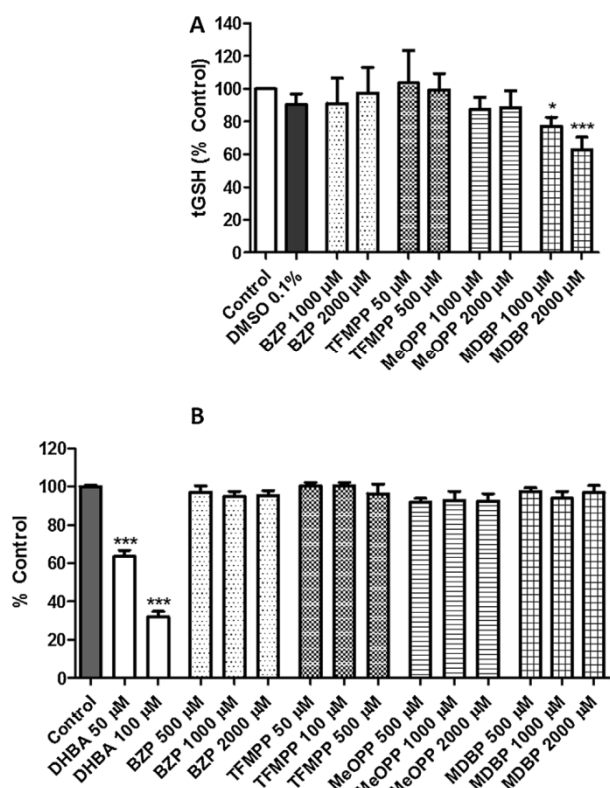 A
tGSH (% Control)
140
120
100
80
60
40
20
0
*
***
Control
DMSO 0.1%
BZP 1000 µM
BZP 2000 µM
TFMPP 50 µM
TFMPP 500 µM
MeOPP 1000 µM
MeOPP 2000 µM
MDBP 1000 µM
MDBP 2000 µM
B
% Control
120
100
80
60
40
20
0
***
***
Control
DHBA 50 µM
DHBA 100 µM
BZP 500 µM
BZP 1000 µM
BZP 2000 µM
TFMPP 50 µM
TFMPP 100 µM
TFMPP 500 µM
MeOPP 500 µM
MeOPP 1000 µM
MeOPP 2000 µM
MDBP 500 µM
MDBP 1000 µM
MDBP 2000 µM